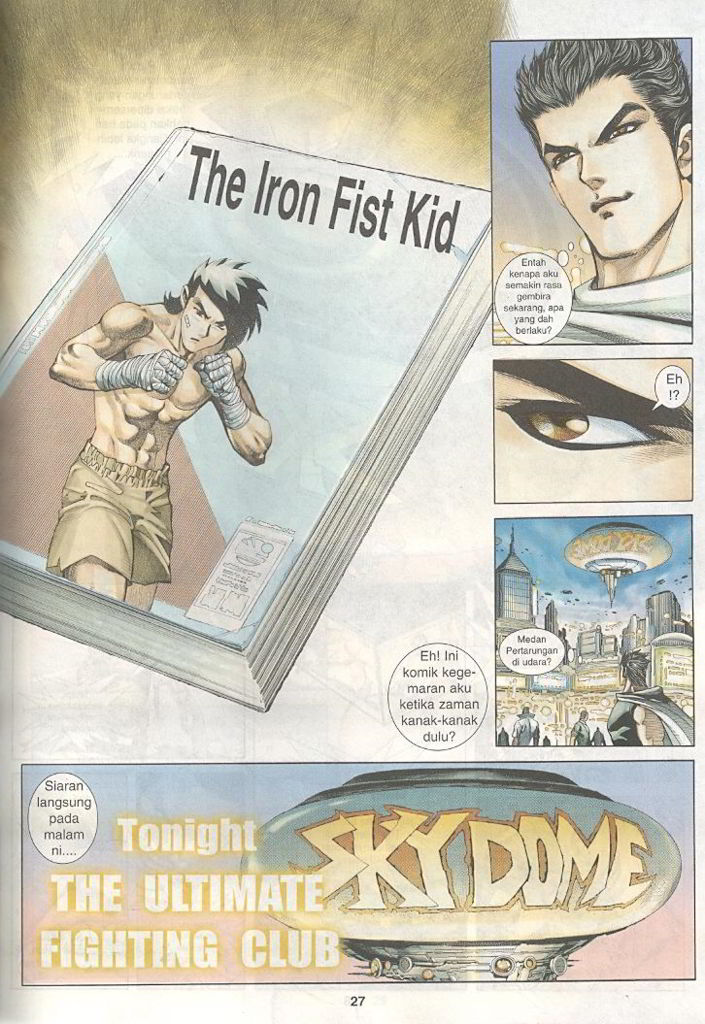 The Iron Fist Kid
Entah
kenapa aku
semakin rasa
gembira
sekarang, apa
yang dah
berlaku?
Eh
!?
SKY DOME
Medan
Pertarungan
di udara?
Eh! Ini
komik kege-
maran aku
ketika zaman
kanak-kanak
dulu?
Siaran
langsung
pada
malam
ni....
Tonight
THE ULTIMATE
FIGHTING CLUB
SKYDOME
27